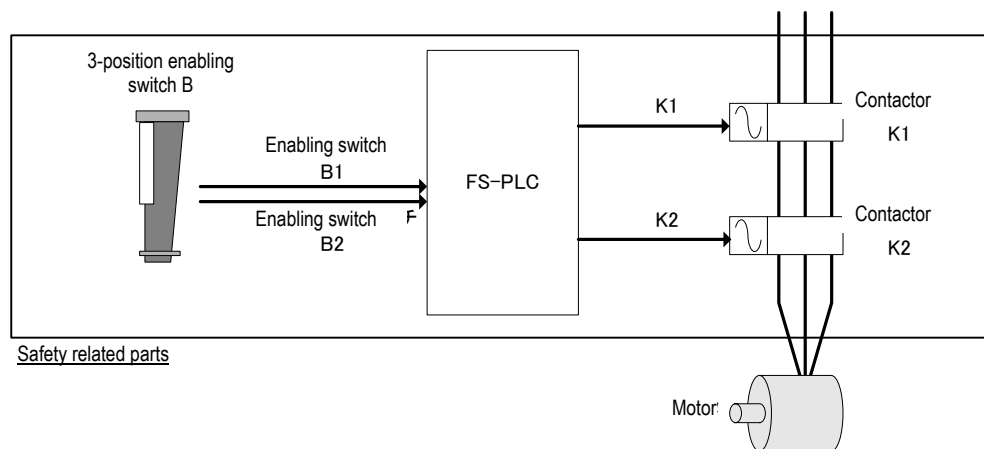 3-position enabling
switch B
Enabling switch
B1
Enabling switch
B2
F
FS-PLC
K1
K2
Contactor
K1
Contactor
K2
Safety related parts
Motor